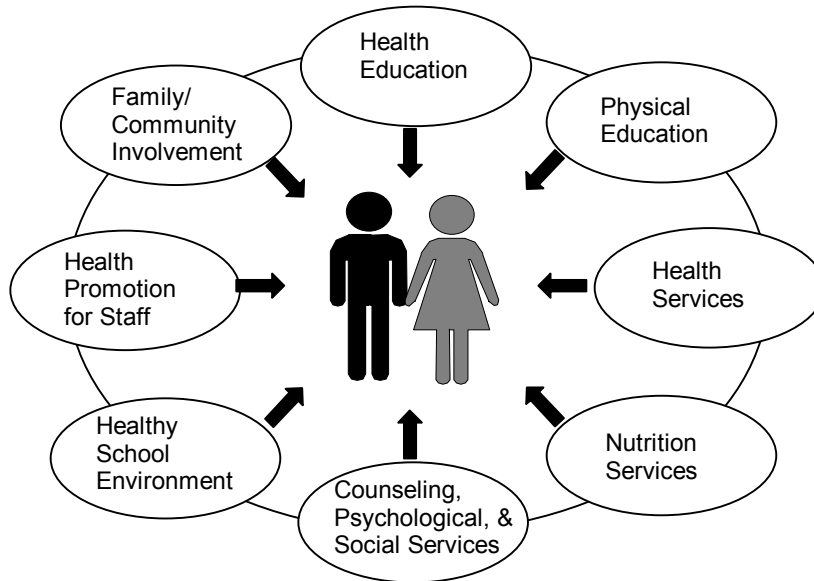 Health
Education
Physical
Education
Health
Services
Nutrition
Services
Counseling,
Psychological, &
Social Services
Healthy
School
Environment
Health
Promotion
for Staff
Family/
Community
Involvement